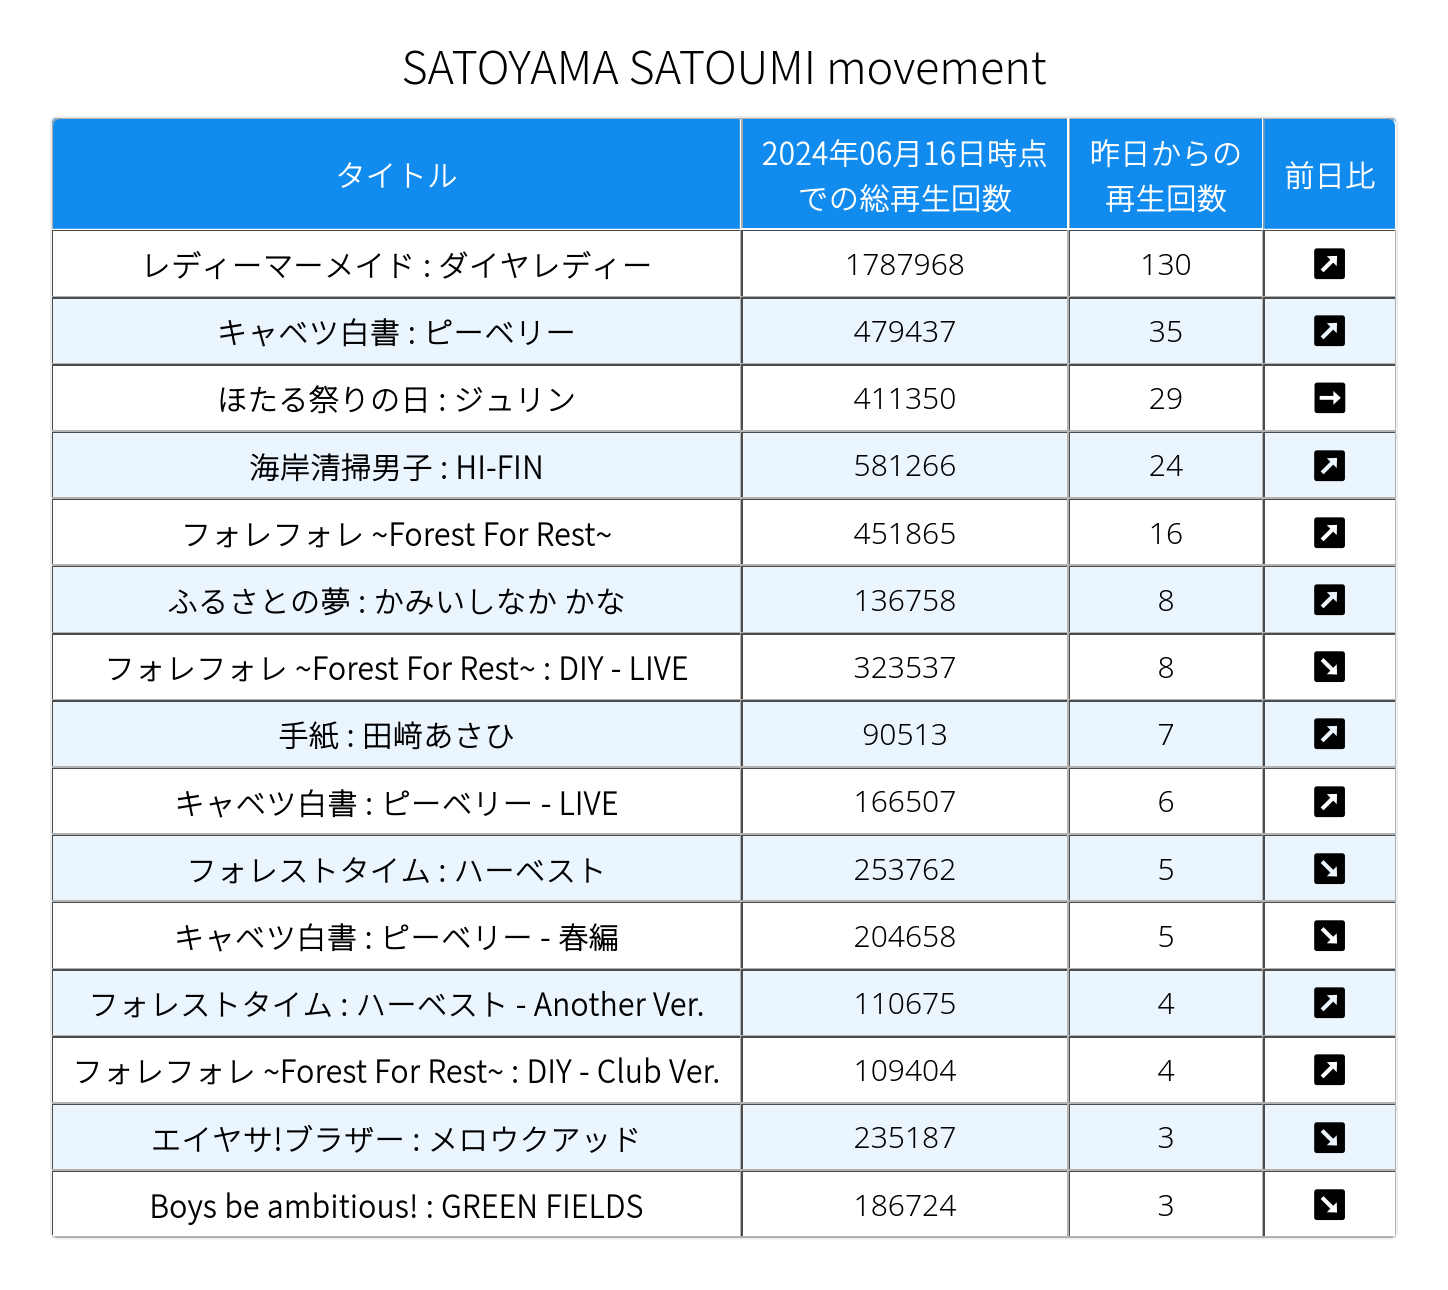 SATOYAMA SATOUMI movement
タイトル 2024年06月16日時点での総再生回数 昨日からの再生回数 前日比
レディーマーメイド : ダイヤレディー 1787968 130 ↗
キャベツ白書 : ピーベリー 479437 35 ↗
ほたる祭りの日 : ジュリン 411350 29 →
海岸清掃男子 : HI-FIN 581266 24 ↗
フォレフォレ ~Forest For Rest~ 451865 16 ↗
ふるさとの夢 : かみいしなか かな 136758 8 ↗
フォレフォレ ~Forest For Rest~ : DIY - LIVE 323537 8 ↘
手紙 : 田﨑あさひ 90513 7 ↗
キャベツ白書 : ピーベリー - LIVE 166507 6 ↗
フォレストタイム : ハーベスト 253762 5 ↘
キャベツ白書 : ピーベリー - 春編 204658 5 ↘
フォレストタイム : ハーベスト - Another Ver. 110675 4 ↗
フォレフォレ ~Forest For Rest~ : DIY - Club Ver. 109404 4 ↗
エイヤサ!ブラザー : メロウクアッド 235187 3 ↘
Boys be ambitious! : GREEN FIELDS 186724 3 ↘